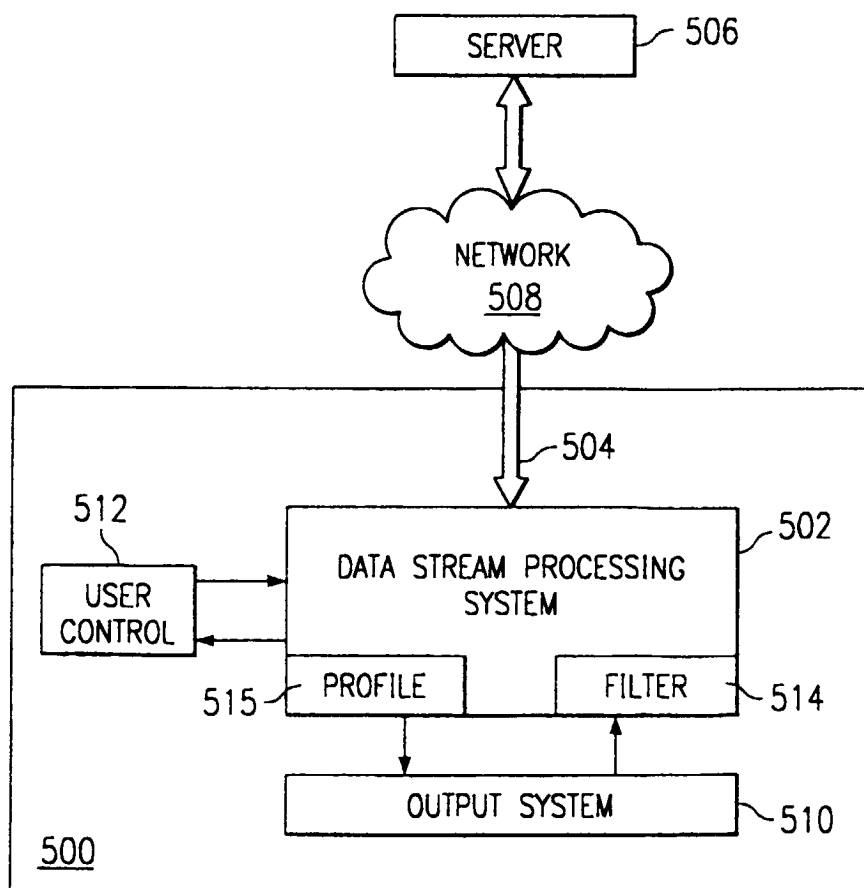 SERVER
506
NETWORK
508
504
512
502
USER
CONTROL
DATA STREAM PROCESSING
SYSTEM
515
PROFILE
FILTER
514
OUTPUT SYSTEM
510
500